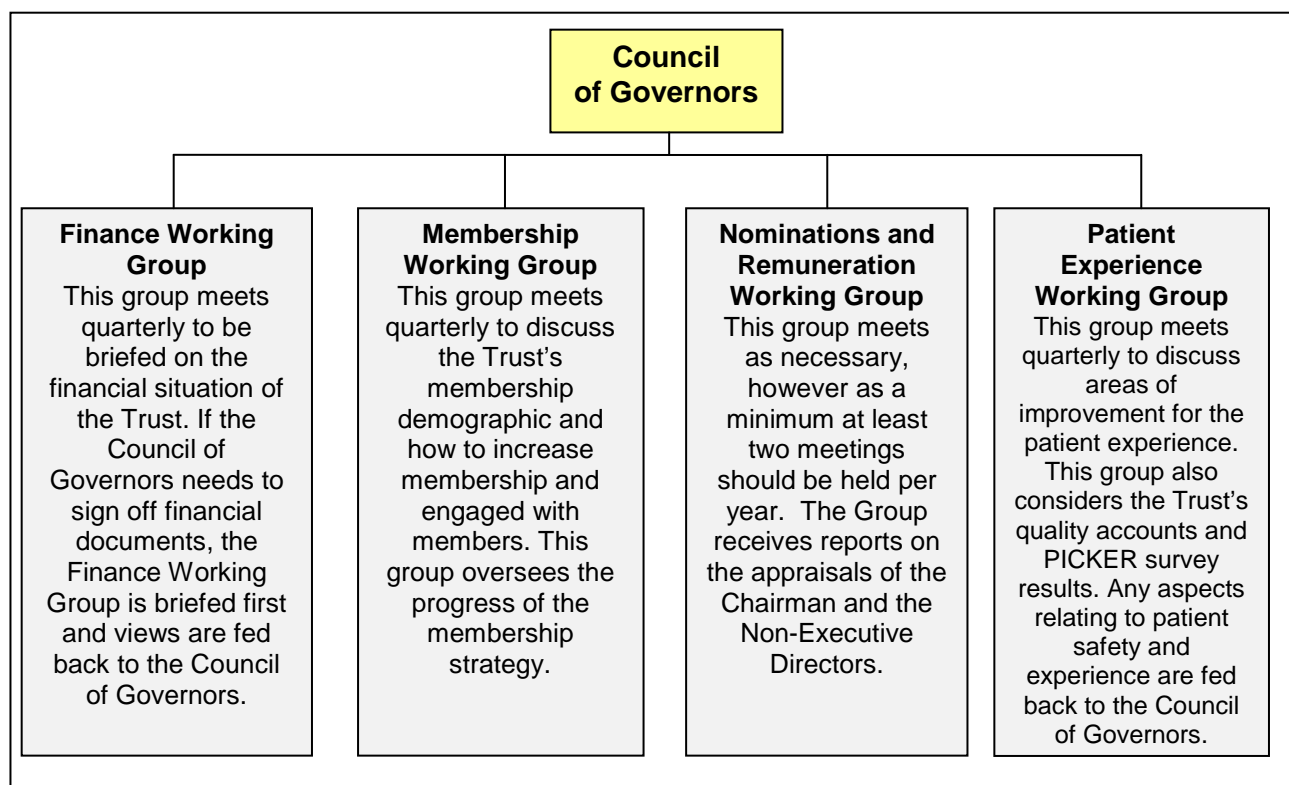 Council
of Governors
Finance Working
Group
This group meets
quarterly to be
briefed on the
financial situation of
the Trust. If the
Council of
Governors needs to
sign off financial
documents, the
Finance Working
Group is briefed first
and views are fed
back to the Council
of Governors.
Membership
Working Group
This group meets
quarterly to discuss
the Trust’s
membership
demographic and
how to increase
membership and
engaged with
members. This
group oversees the
progress of the
membership
strategy.
Nominations and
Remuneration
Working Group
This group meets
as necessary,
however as a
minimum at least
two meetings
should be held per
year.  The Group
receives reports on
the appraisals of the
Chairman and the
Non-Executive
Directors.
Patient
Experience
Working Group
This group meets
quarterly to discuss
areas of
improvement for the
patient experience.
This group also
considers the Trust’s
quality accounts and
PICKER survey
results. Any aspects
relating to patient
safety and
experience are fed
back to the Council
of Governors.